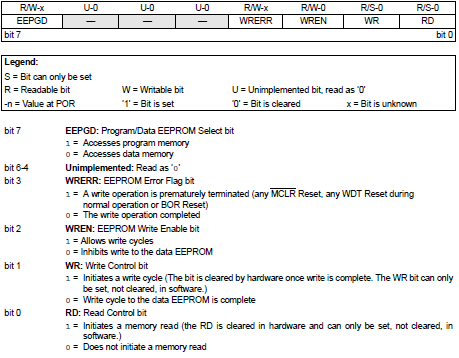 R/W-x U-0 U-0 U-0 R/W-x R/W-0 R/S-0 R/S-0
EEPGD — — — WRERR WREN WR RD
bit 7 bit 0
Legend:
S = Bit can only be set
R = Readable bit W = Writable bit U = Unimplemented bit, read as '0'
-n = Value at POR '1' = Bit is set '0' = Bit is cleared x = Bit is unknown
bit 7 EEPGD: Program/Data EEPROM Select bit
1 = Accesses program memory
0 = Accesses data memory
bit 6-4 Unimplemented: Read as '0'
bit 3 WRERR: EEPROM Error Flag bit
1 = A write operation is prematurely terminated (any MCLR Reset, any WDT Reset during
normal operation or BOR Reset)
0 = The write operation completed
bit 2 WREN: EEPROM Write Enable bit
1 = Allows write cycles
0 = Inhibits write to the data EEPROM
bit 1 WR: Write Control bit
1 = Initiates a write cycle (The bit is cleared by hardware once write is complete. The WR bit can only
be set, not cleared, in software.)
0 = Write cycle to the data EEPROM is complete
bit 0 RD: Read Control bit
1 = Initiates a memory read (the RD is cleared in hardware and can only be set, not cleared, in
software.)
0 = Does not initiate a memory read